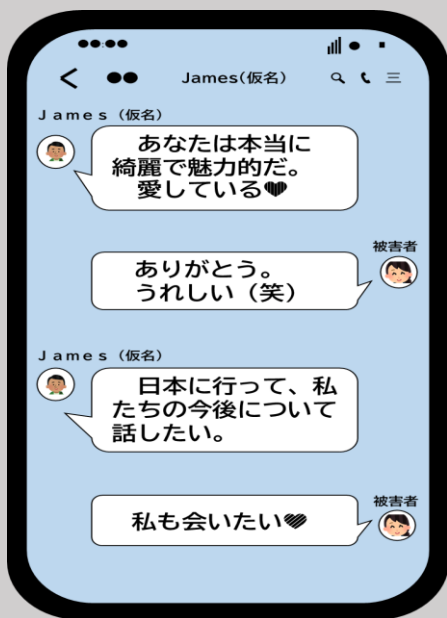 ●●:●●
●● James(仮名)
James（仮名）
あなたは本当に
綺麗で魅力的だ。
愛している♥
被害者
ありがとう。
うれしい（笑）
James（仮名）
日本に行って、私
たちの今後について
話したい。
被害者
私も会いたい♥